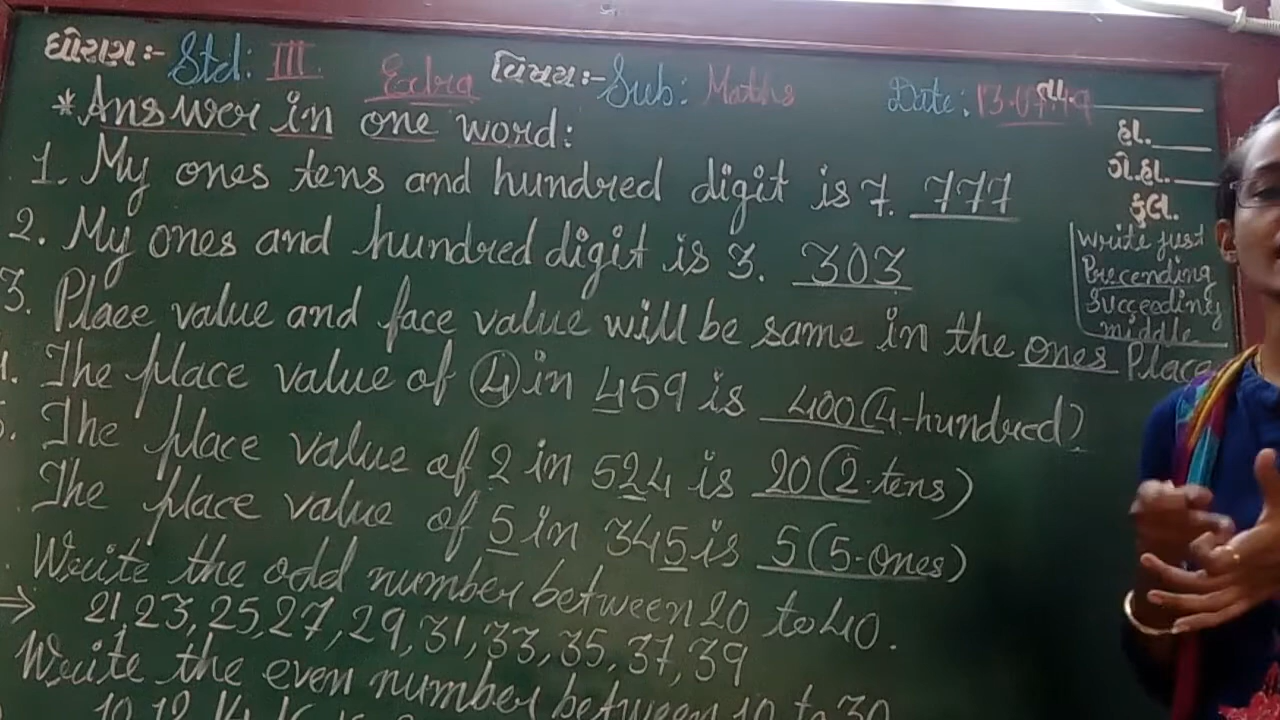 ધોરણ:- Std: III Extra વિષય:- Sub: Maths Date: તા.
* Answer in one word:
હા.
1. My ones tens and hundred digit is 7. 777
ગે.હા.
કુલ.
2. My ones and hundred digit is 3. 303
write just
Precending
Succeeding
middle
3. Place value and face value will be same in the ones Place
The place value of 4 in 459 is 400(4-hundred)
The place value of 2 in 524 is 20(2-tens)
The place value of 5 in 345 is 5(5-ones)
Write the odd number between 20 to 40.
⇒ 21, 23, 25, 27, 29, 31, 33, 35, 37, 39
Write the even number between 10 to 30
10, 12, 14, 16